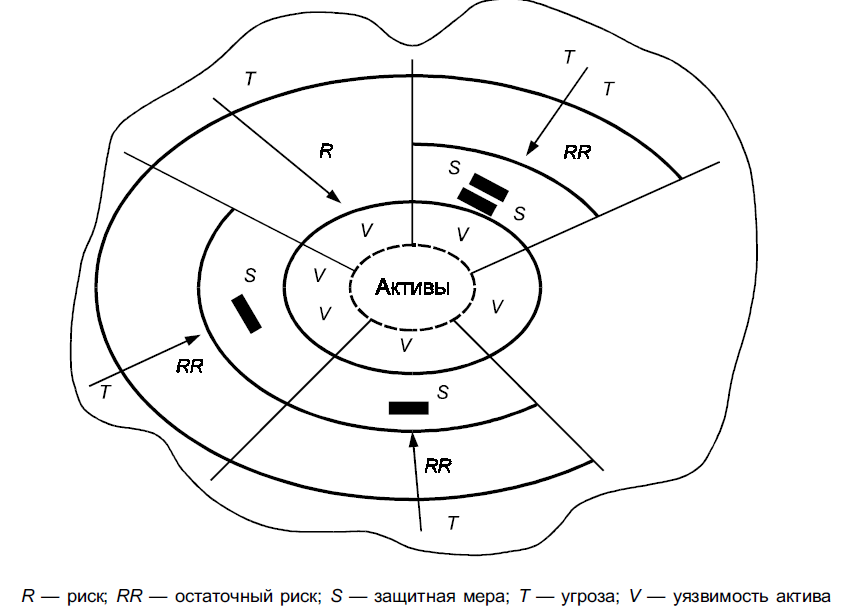 T
T
T
R
RR
S
S
V
V
S
V
Активы
V
V
V
RR
T
S
RR
T
R — риск; RR — остаточный риск; S — защитная мера; T — угроза; V — уязвимость актива